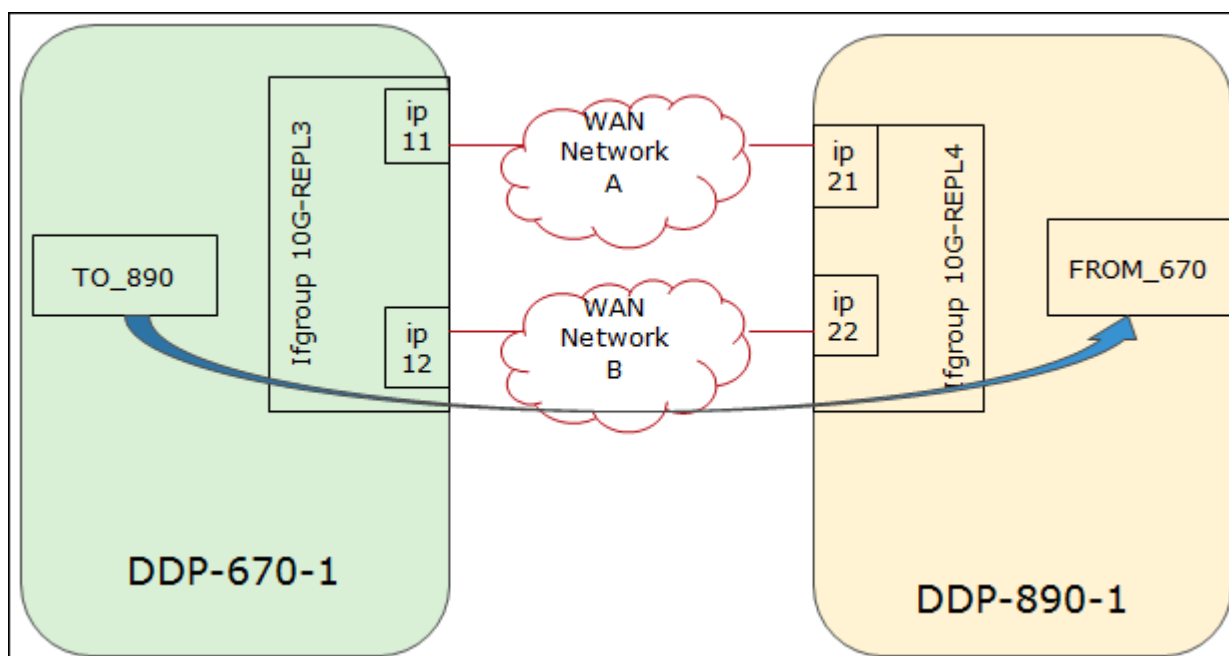 TO_890
Ifgroup 10G-REPL3
ip
11
ip
12
DDP-670-1
WAN
Network
A
WAN
Network
B
ip
21
ip
22
Ifgroup 10G-REPL4
FROM_670
DDP-890-1